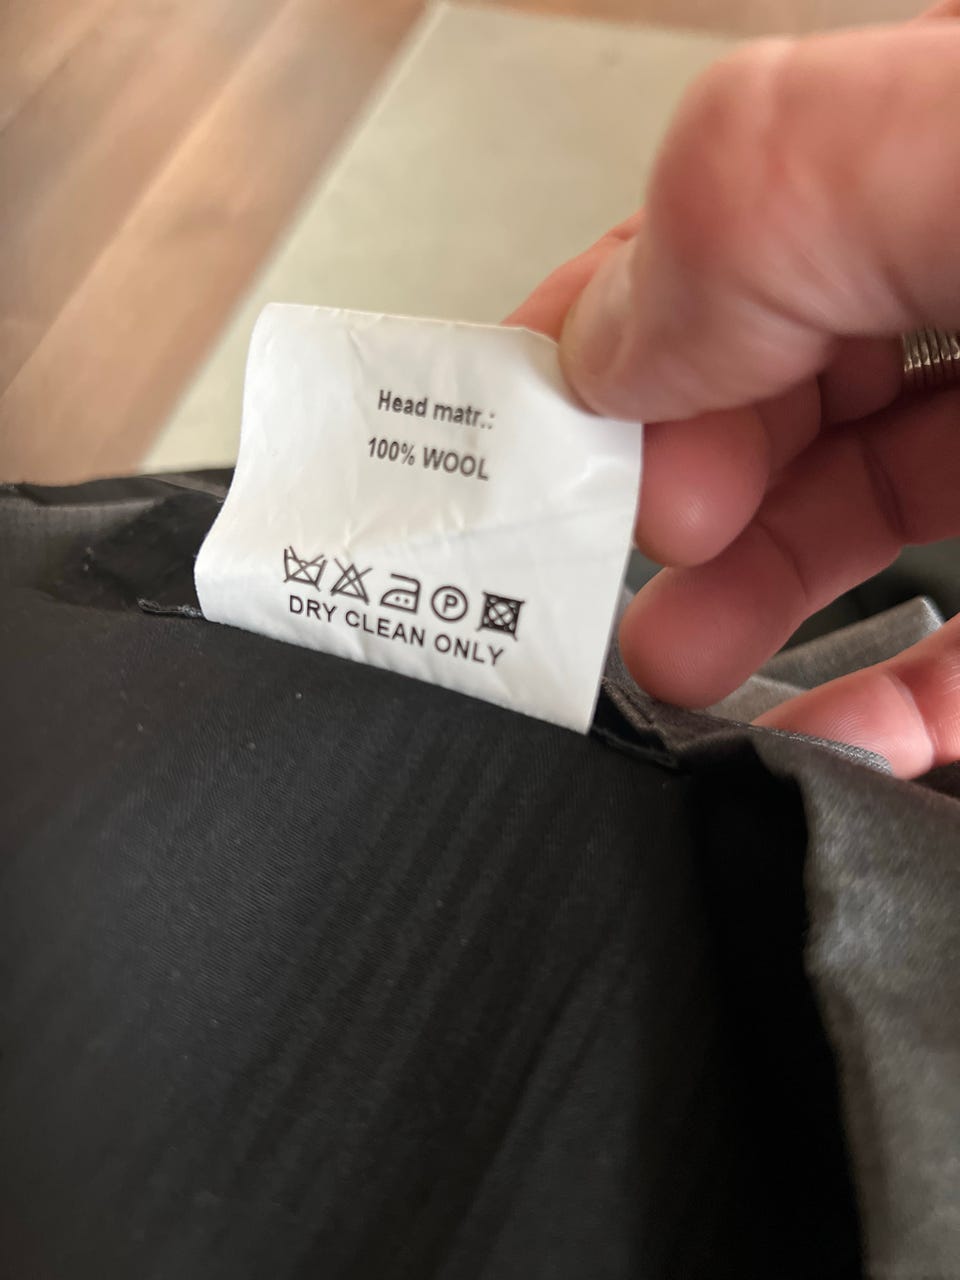 Head matr.:
100% WOOL
P
DRY CLEAN ONLY